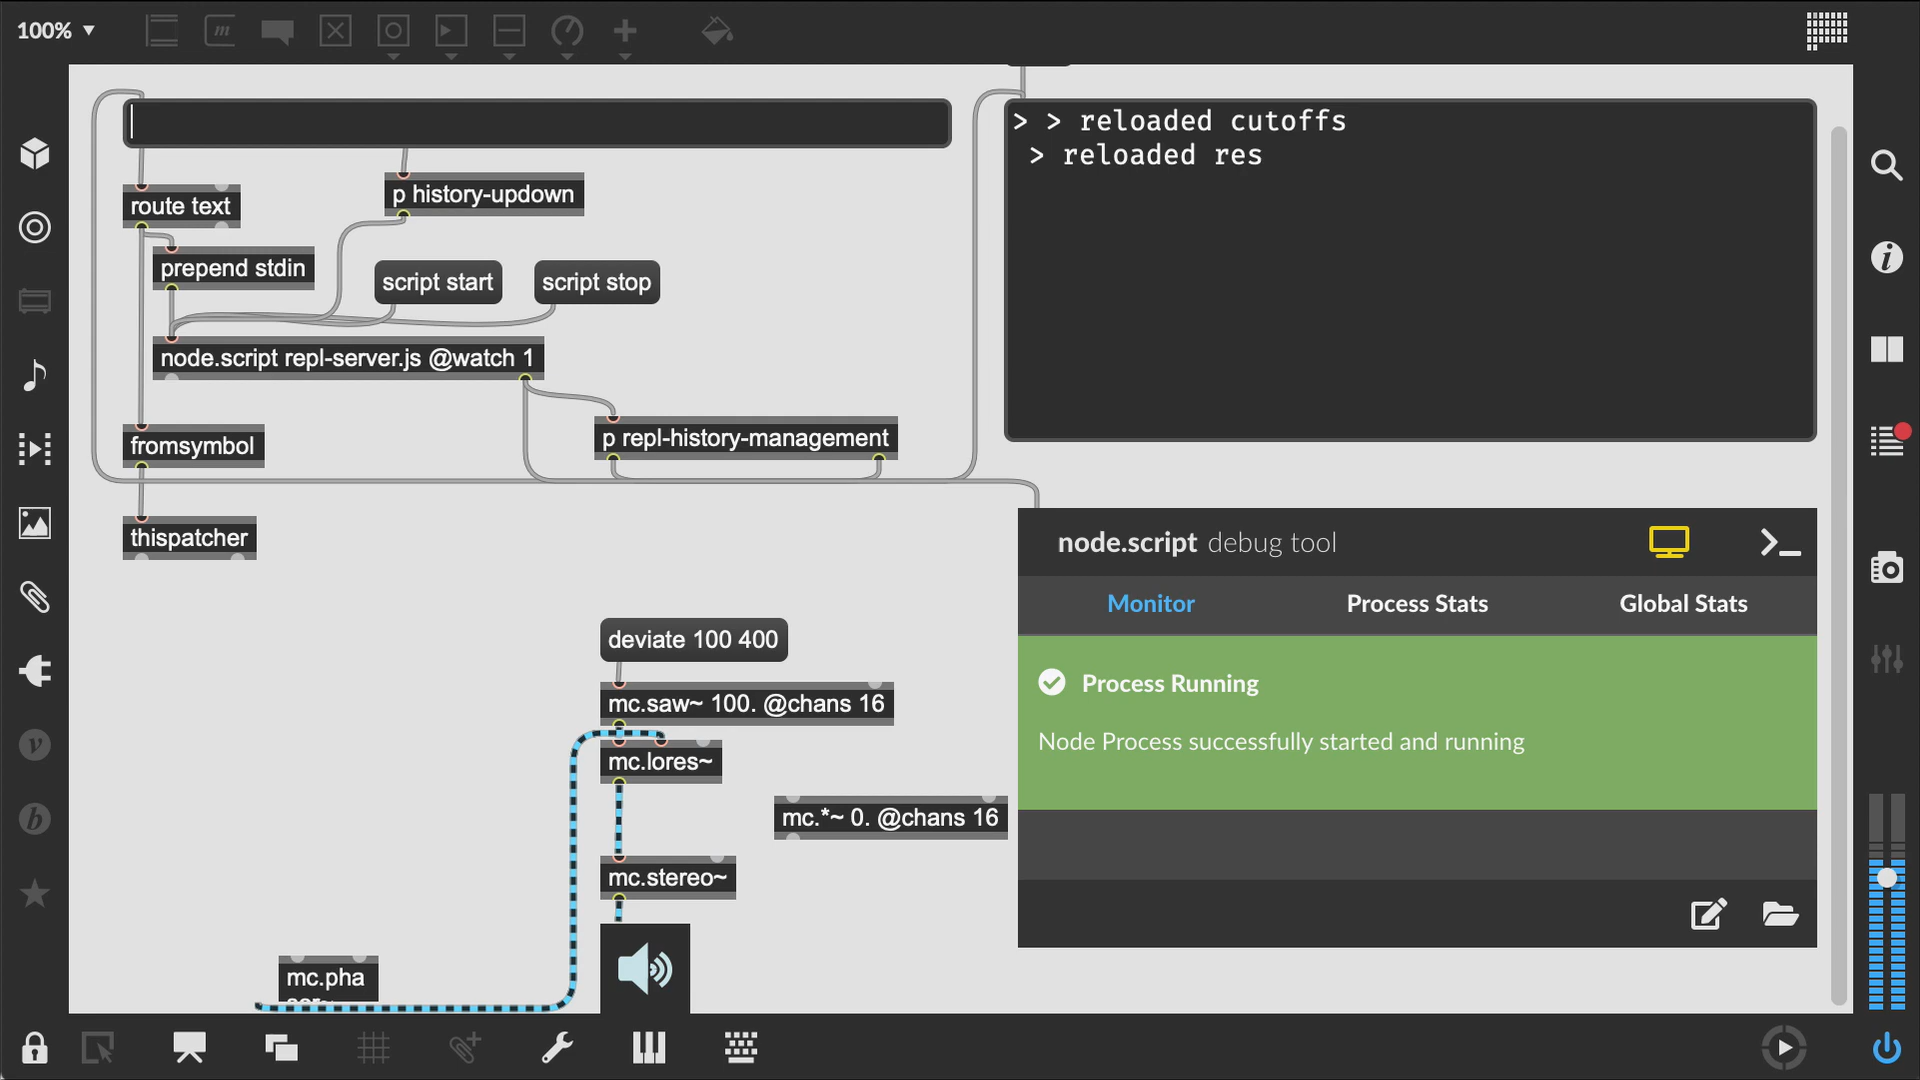 100%
> > reloaded cutoffs
> reloaded res
route text
p history-updown
prepend stdin
script start
script stop
node.script repl-server.js @watch 1
fromsymbol
p repl-history-management
thispatcher
node.script debug tool
Monitor
Process Stats
Global Stats
Process Running
Node Process successfully started and running
deviate 100 400
mc.saw~ 100. @chans 16
mc.lores~
mc.*~ 0. @chans 16
mc.stereo~
mc.pha